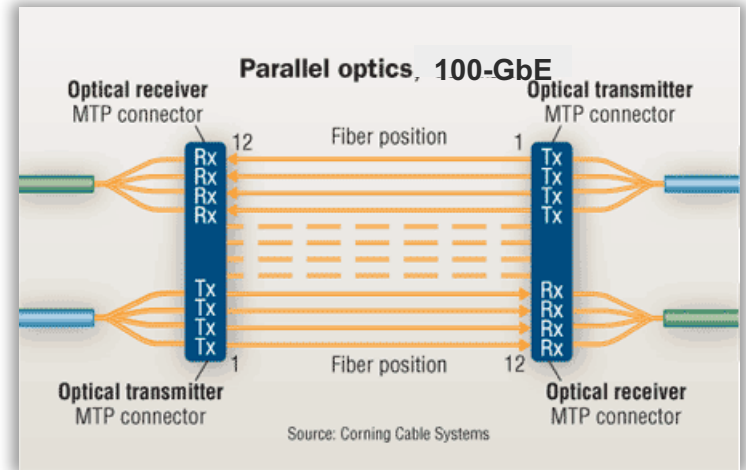 Parallel optics, 100-GbE
Optical receiver
MTP connector
Optical transmitter
MTP connector
12
Fiber position
1
Rx
Rx
Rx
Rx
Tx
Tx
Tx
Tx
Tx
Tx
Tx
Tx
Rx
Rx
Rx
Rx
1
Fiber position
12
Optical transmitter
MTP connector
Optical receiver
MTP connector
Source: Corning Cable Systems